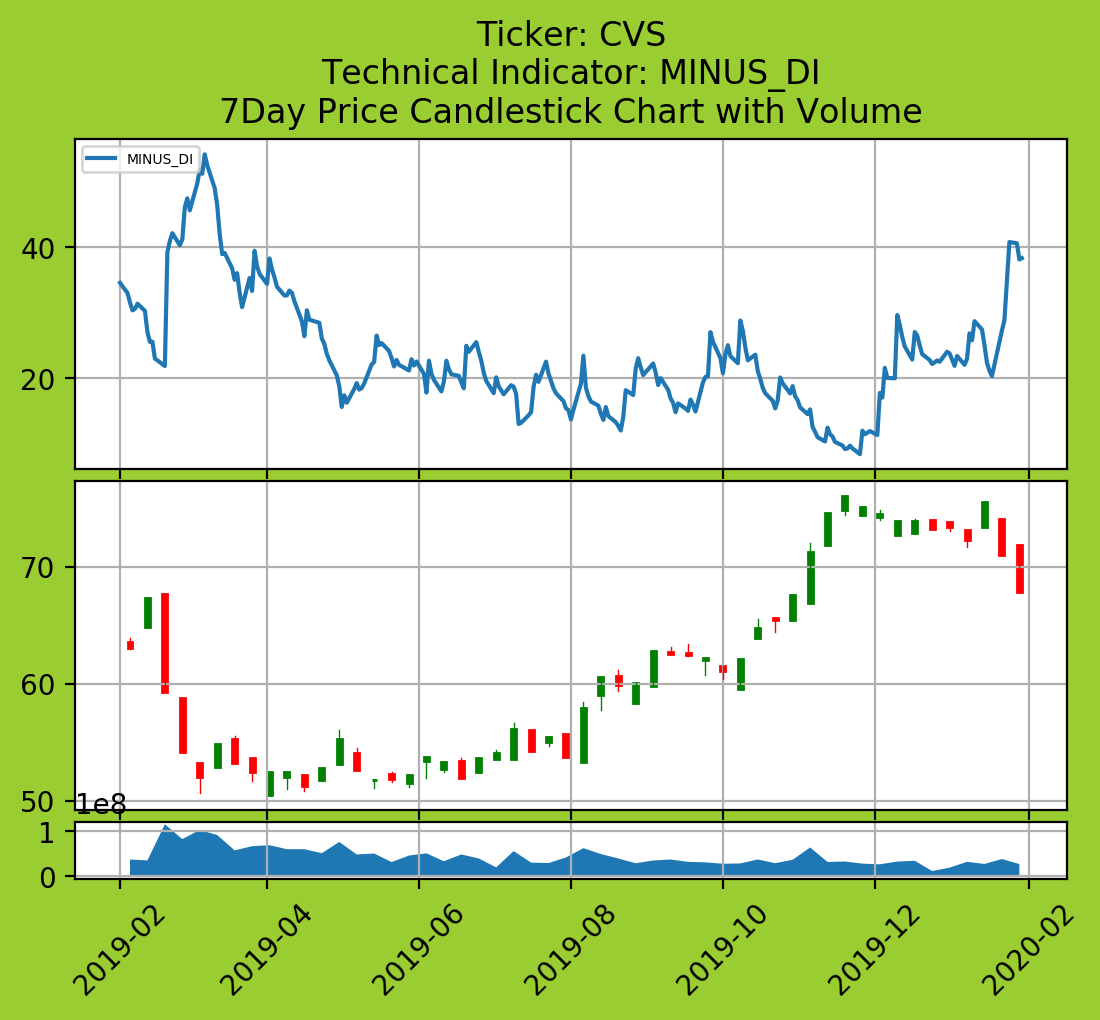 Ticker: CVS
Technical Indicator: MINUS_DI
7Day Price Candlestick Chart with Volume
MINUS_DI
40
20
70
60
50
1e8
1
0
2019-02
2019-04
2019-06
2019-08
2019-10
2019-12
2020-02